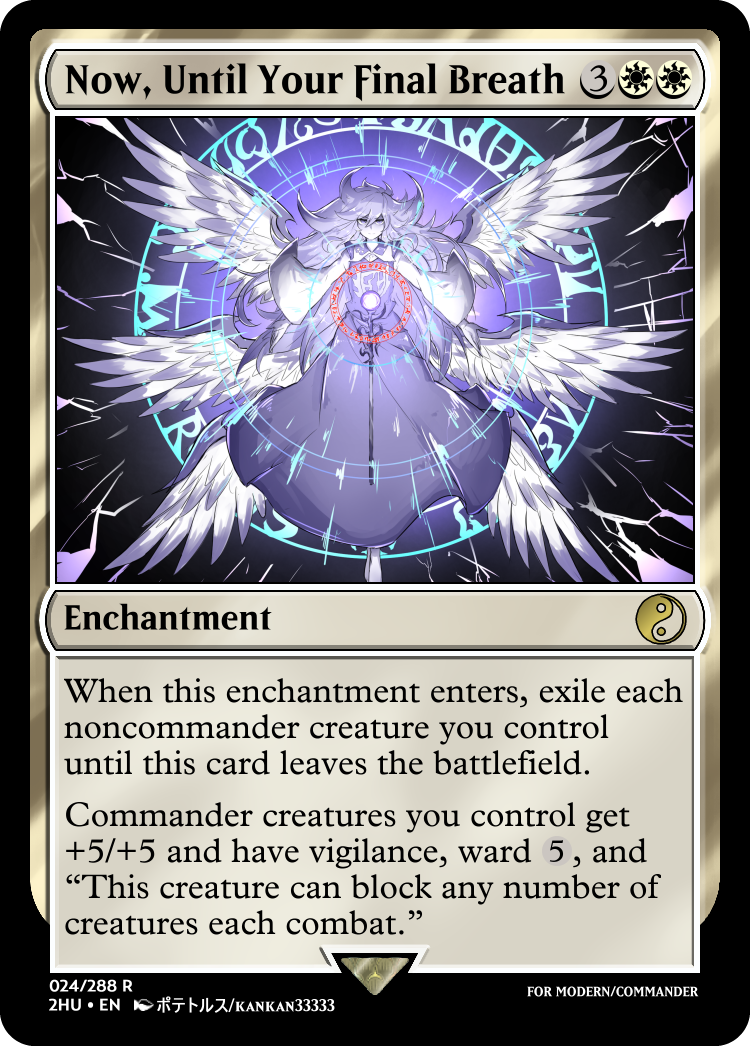 Now, Until Your Final Breath 3
Enchantment
When this enchantment enters, exile each
noncommander creature you control
until this card leaves the battlefield.
Commander creatures you control get
+5/+5 and have vigilance, ward 5, and
“This creature can block any number of
creatures each combat.”
024/288 R
2HU • EN ポテトルス/KANKAN33333
FOR MODERN/COMMANDER